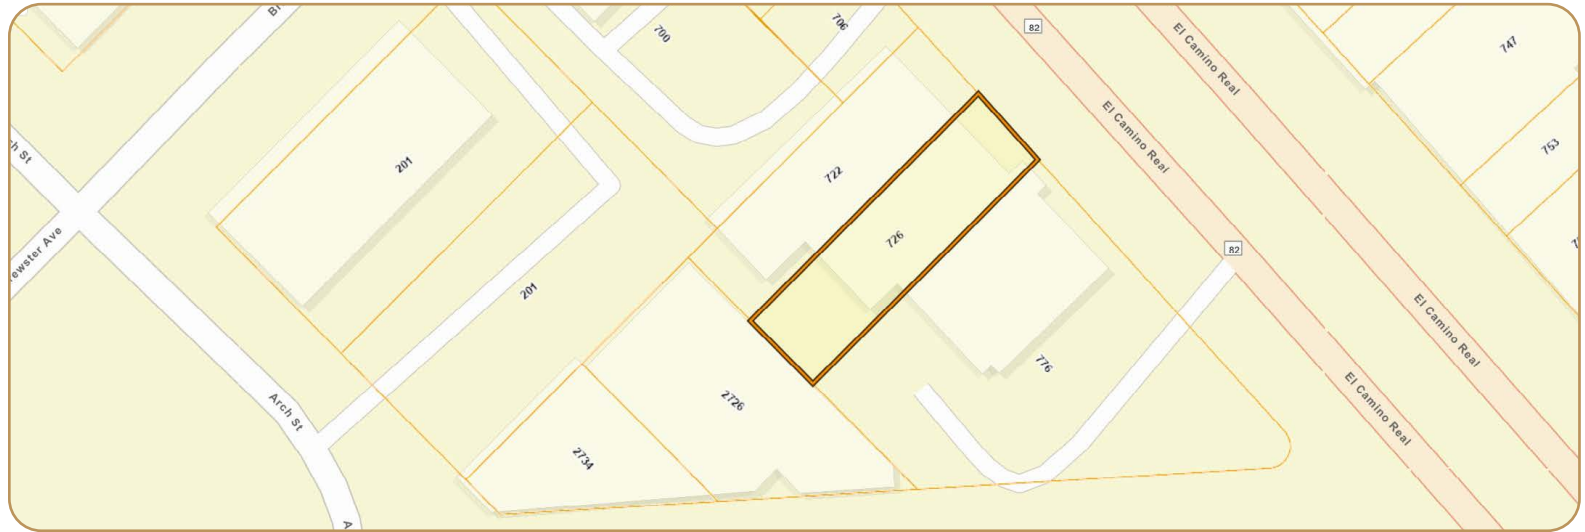 Br
700
706
82
El Camino Real
747
El Camino Real
ch St
201
722
753
726
82
ewster Ave
201
El Camino Real
776
2726
El Camino Real
Arch St
2734
A